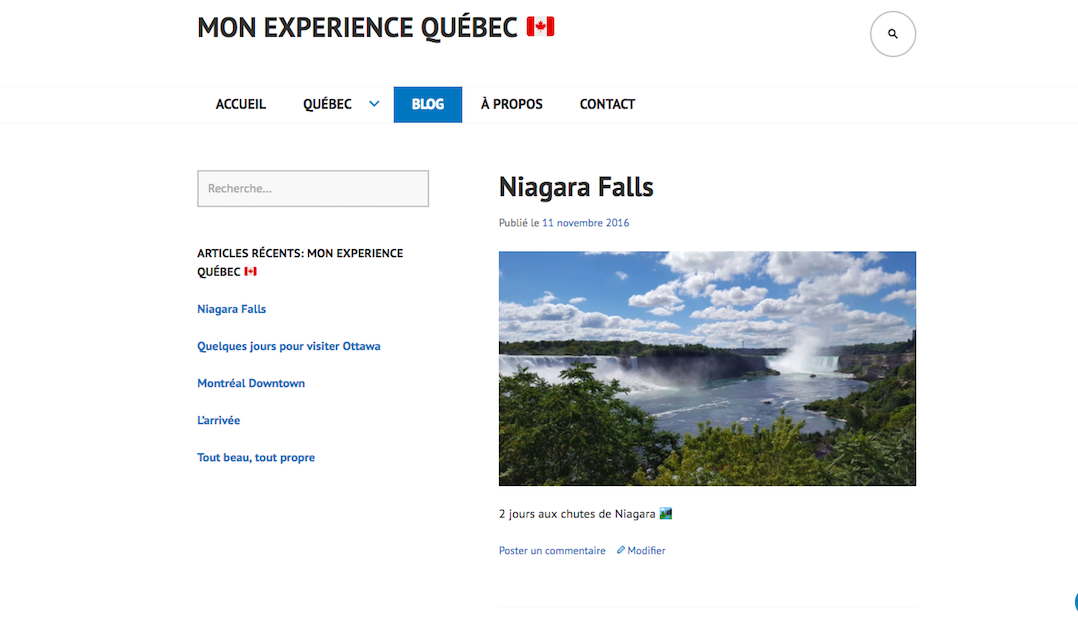 MON EXPERIENCE QUÉBEC 🇨🇦
ACCUEIL QUÉBEC BLOG À PROPOS CONTACT
Recherche...
ARTICLES RÉCENTS: MON EXPERIENCE
QUÉBEC 🇨🇦
Niagara Falls
Quelques jours pour visiter Ottawa
Montréal Downtown
L'arrivée
Tout beau, tout propre
Niagara Falls
Publié le 11 novembre 2016
2 jours aux chutes de Niagara 🏞
Poster un commentaire Modifier